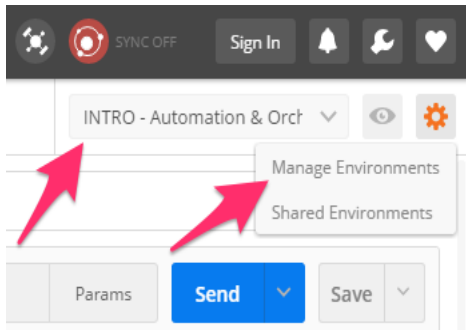 SYNC OFF
Sign In
INTRO - Automation & Orch
Manage Environments
Shared Environments
Params
Send
Save